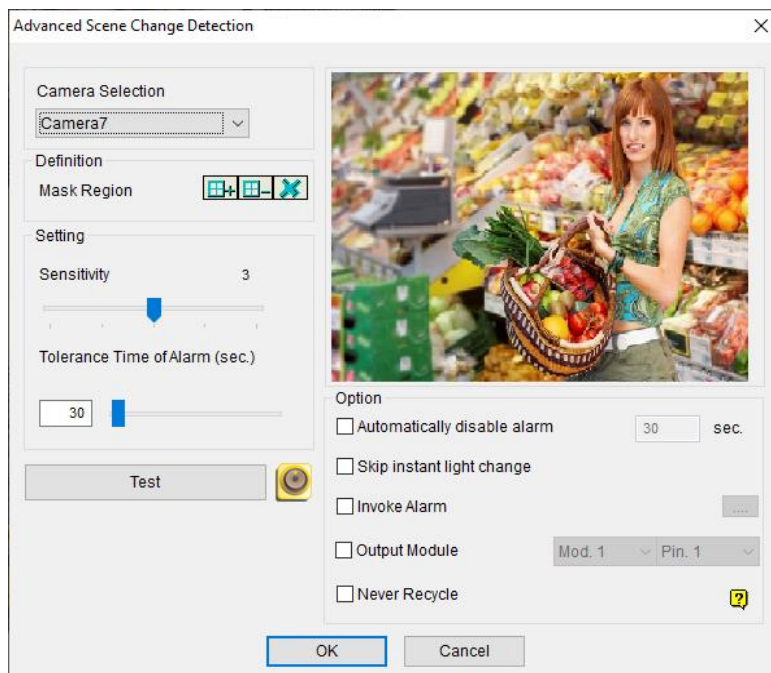 Advanced Scene Change Detection
Camera Selection
Camera7
Definition
Mask Region
Setting
Sensitivity 3
Tolerance Time of Alarm (sec.)
30
Test
Option
Automatically disable alarm 30 sec.
Skip instant light change
Invoke Alarm ....
Output Module Mod. 1 Pin. 1
Never Recycle ?
OK Cancel